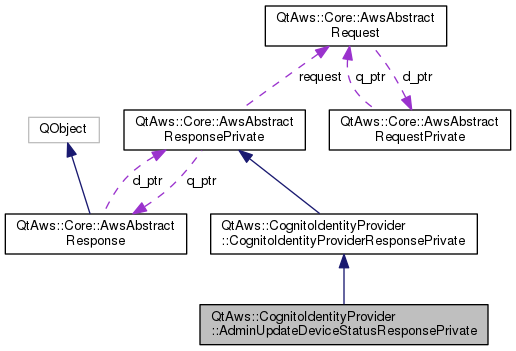 QtAws::Core::AwsAbstract
Request
request
q_ptr
d_ptr
QObject
QtAws::Core::AwsAbstract
ResponsePrivate
QtAws::Core::AwsAbstract
RequestPrivate
d_ptr
q_ptr
QtAws::Core::AwsAbstract
Response
QtAws::CognitoIdentityProvider
::CognitoIdentityProviderResponsePrivate
QtAws::CognitoIdentityProvider
::AdminUpdateDeviceStatusResponsePrivate